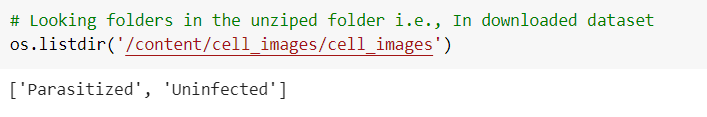 # Looking folders in the unziped folder i.e., In downloaded dataset
os.listdir('/content/cell_images/cell_images')
['Parasitized', 'Uninfected']